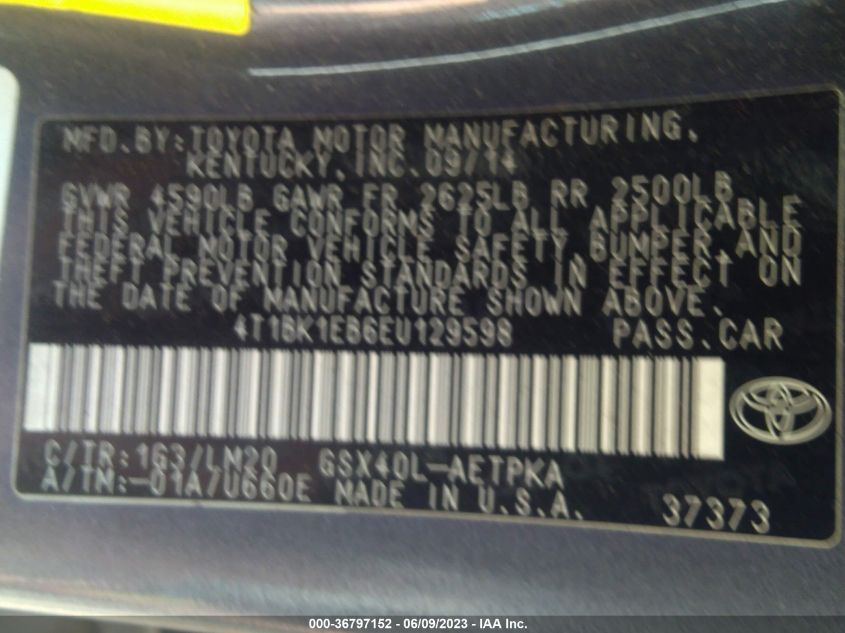 MFD. BY: TOYOTA MOTOR MANUFACTURING,
KENTUCKY, INC. 09/14
GVWR 4590LB GAWR FR 2625LB RR 2500LB
THIS VEHICLE CONFORMS TO ALL APPLICABLE
FEDERAL MOTOR VEHICLE SAFETY, BUMPER, AND
THEFT PREVENTION STANDARDS IN EFFECT ON
THE DATE OF MANUFACTURE SHOWN ABOVE.
4T1BK1EB6EU129598 PASS. CAR
C/TR: 1G3/LM20 GSX40L-AETPKA
A/TM:-01A/U660E MADE IN U.S.A.
37373
000-36797152 - 06/09/2023 - IAA Inc.